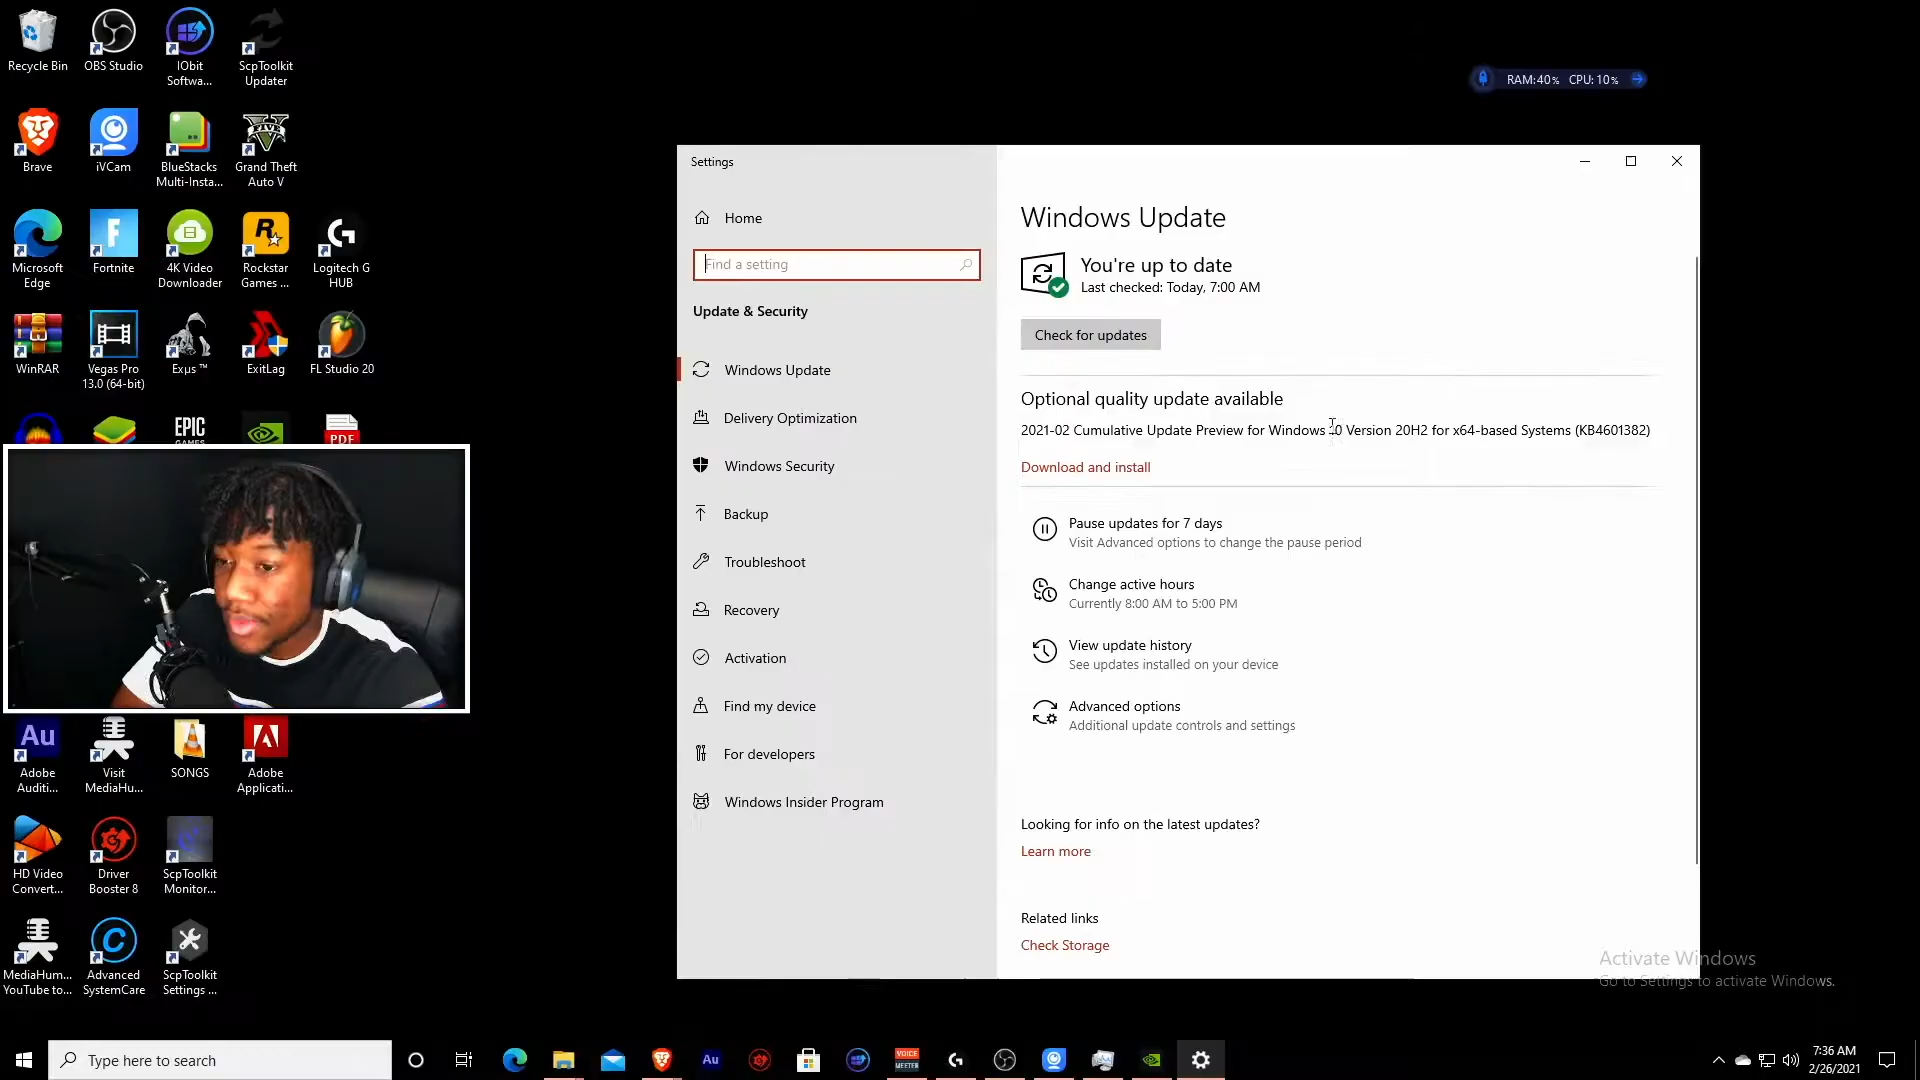 Recycle Bin
OBS Studio
IObit
Softwa...
ScpToolkit
Updater
Brave
iVCam
BlueStacks
Multi-Insta...
FIVE
Grand Theft
Auto V
Microsoft
Edge
Fortnite
4K Video
Downloader
Rockstar
Games ...
Logitech G
HUB
WinRAR
Vegas Pro
13.0 (64-bit)
Exµs ™
ExitLag
FL Studio 20
EPIC
GAMES
PDF
Au
Adobe
Auditi...
Visit
MediaHu...
SONGS
Adobe
Applicati...
HD Video
Convert...
Driver
Booster 8
ScpToolkit
Monitor...
MediaHum...
YouTube to...
Advanced
SystemCare
ScpToolkit
Settings ...
RAM:40% CPU: 10%
Settings
Home
Find a setting
Update & Security
Windows Update
Delivery Optimization
Windows Security
Backup
Troubleshoot
Recovery
Activation
Find my device
For developers
Windows Insider Program
Windows Update
You're up to date
Last checked: Today, 7:00 AM
Check for updates
Optional quality update available
2021-02 Cumulative Update Preview for Windows 10 Version 20H2 for x64-based Systems (KB4601382)
Download and install
Pause updates for 7 days
Visit Advanced options to change the pause period
Change active hours
Currently 8:00 AM to 5:00 PM
View update history
See updates installed on your device
Advanced options
Additional update controls and settings
Looking for info on the latest updates?
Learn more
Related links
Check Storage
Activate Windows
Go to Settings to activate Windows.
Type here to search
Au
VOICE
MEETER
7:36 AM
2/26/2021